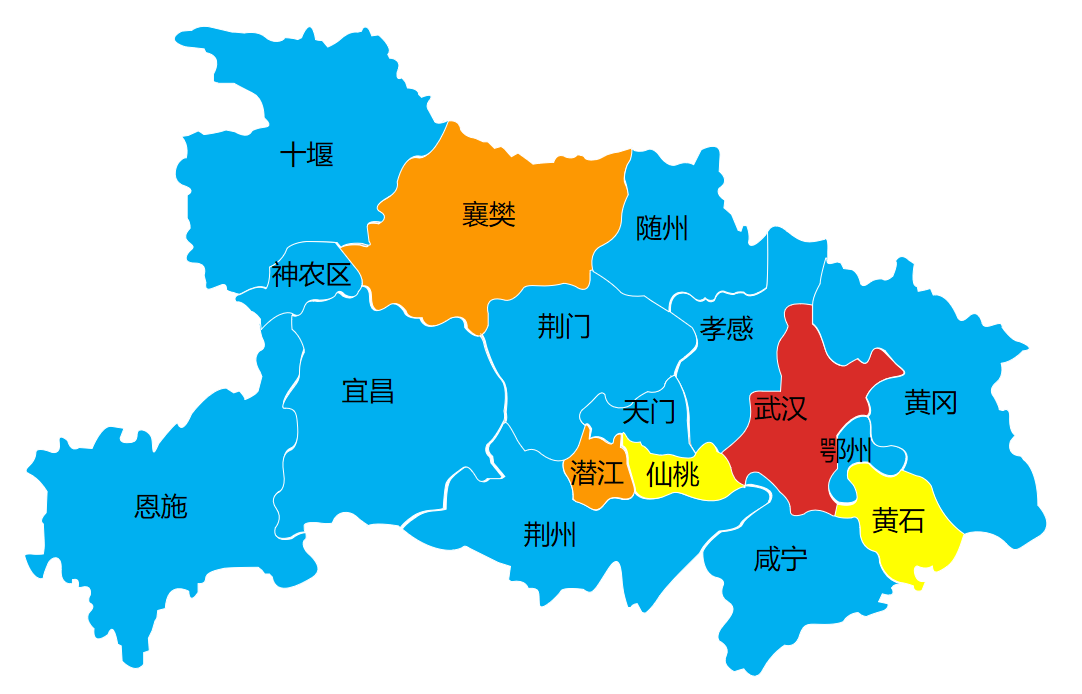 十堰
襄樊
随州
神农区
荆门
孝感
宜昌
天门
武汉
黄冈
鄂州
潜江
仙桃
恩施
黄石
荆州
咸宁